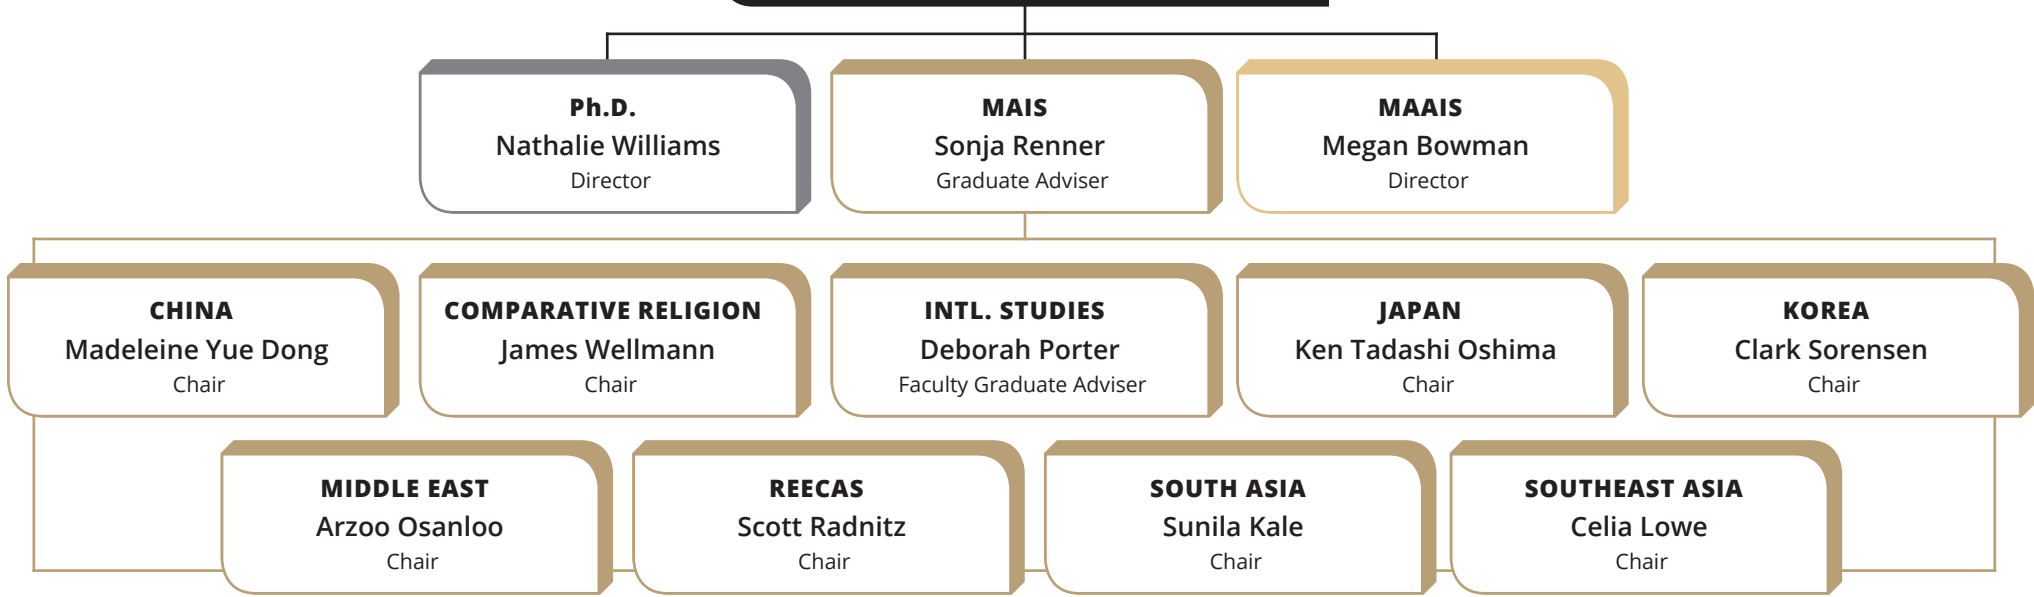 Ph.D.
Nathalie Williams
Director
MAIS
Sonja Renner
Graduate Adviser
MAAIS
Megan Bowman
Director
CHINA
Madeleine Yue Dong
Chair
COMPARATIVE RELIGION
James Wellmann
Chair
INTL. STUDIES
Deborah Porter
Faculty Graduate Adviser
JAPAN
Ken Tadashi Oshima
Chair
KOREA
Clark Sorensen
Chair
MIDDLE EAST
Arzoo Osanloo
Chair
REECAS
Scott Radnitz
Chair
SOUTH ASIA
Sunila Kale
Chair
SOUTHEAST ASIA
Celia Lowe
Chair